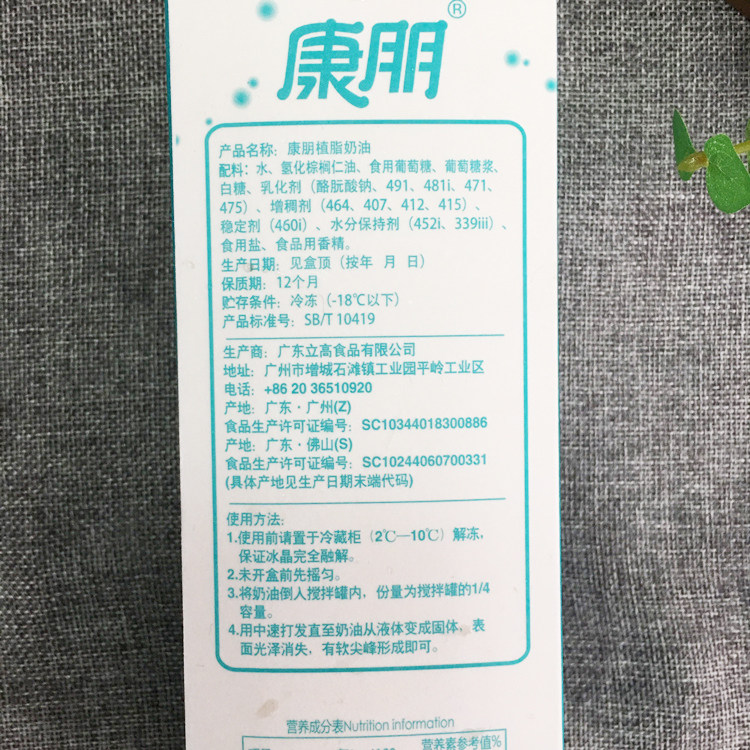 康朋®
产品名称：康朋植脂奶油
配料：水、氢化棕榈仁油、食用葡萄糖、葡萄糖浆、
白糖、乳化剂（酪朊酸钠、491、481i、471、
475）、增稠剂（464、407、412、415）、
稳定剂（460i）、水分保持剂（452i、339iii）、
食用盐、食品用香精。
生产日期：见盒顶（按年 月 日）
保质期：12个月
贮存条件：冷冻（-18℃以下）
产品标准号：SB/T 10419
生产商：广东立高食品有限公司
地址：广州市增城石滩镇工业园平岭工业区
电话：+86 20 36510920
产地：广东·广州(Z)
食品生产许可证编号：SC10344018300886
产地：广东·佛山(S)
食品生产许可证编号：SC10244060700331
(具体产地见生产日期末端代码)
使用方法：
1.使用前请置于冷藏柜（2℃—10℃）解冻，
保证冰晶完全融解。
2.未开盒前先摇匀。
3.将奶油倒人搅拌罐内，份量为搅拌罐的1/4
容量。
4.用中速打发直至奶油从液体变成固体，表
面光泽消失，有软尖峰形成即可。
营养成分表Nutrition information
营养素参考值%